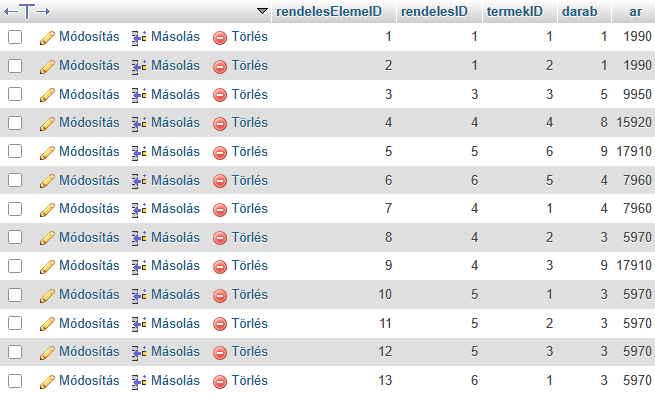 ←T→ rendelesElemeID rendelesID termekID darab ar
Módosítás Másolás Törlés 1 1 1 1 1990
Módosítás Másolás Törlés 2 1 2 1 1990
Módosítás Másolás Törlés 3 3 3 5 9950
Módosítás Másolás Törlés 4 4 4 8 15920
Módosítás Másolás Törlés 5 5 6 9 17910
Módosítás Másolás Törlés 6 6 5 4 7960
Módosítás Másolás Törlés 7 4 1 4 7960
Módosítás Másolás Törlés 8 4 2 3 5970
Módosítás Másolás Törlés 9 4 3 9 17910
Módosítás Másolás Törlés 10 5 1 3 5970
Módosítás Másolás Törlés 11 5 2 3 5970
Módosítás Másolás Törlés 12 5 3 3 5970
Módosítás Másolás Törlés 13 6 1 3 5970